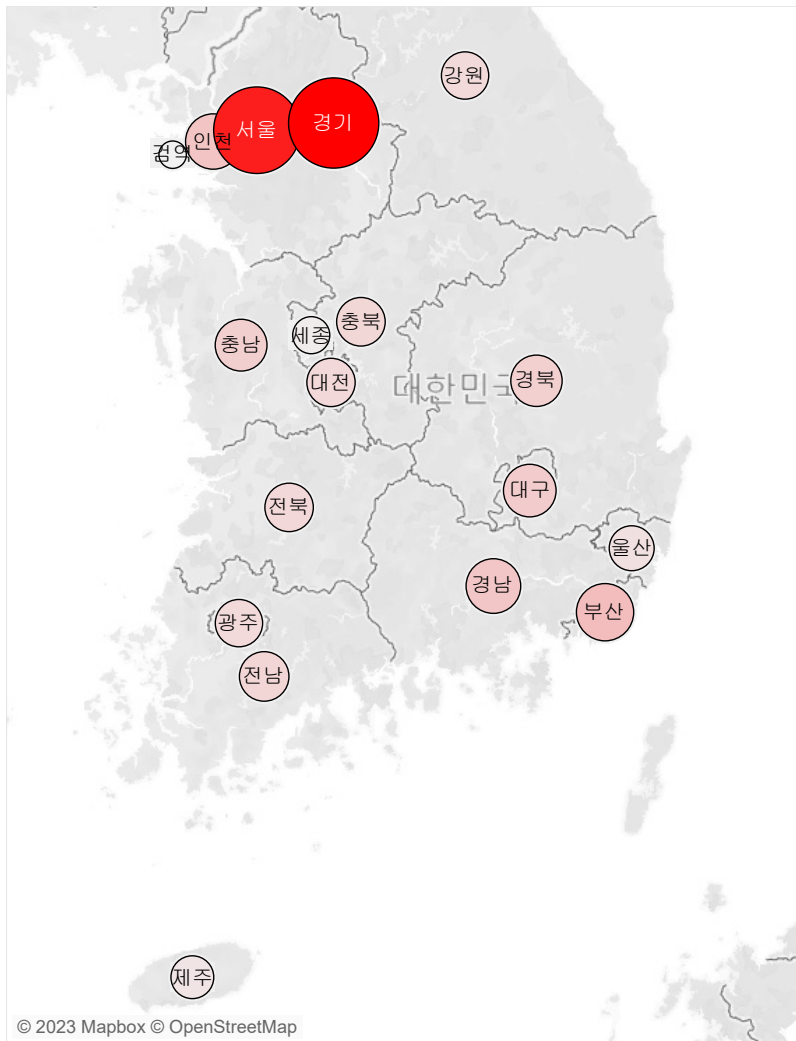 강원
경기
서울
인천
검역
충북
세종
충남
대전
경북
대한민국
대구
전북
울산
경남
부산
광주
전남
제주
© 2023 Mapbox © OpenStreetMap